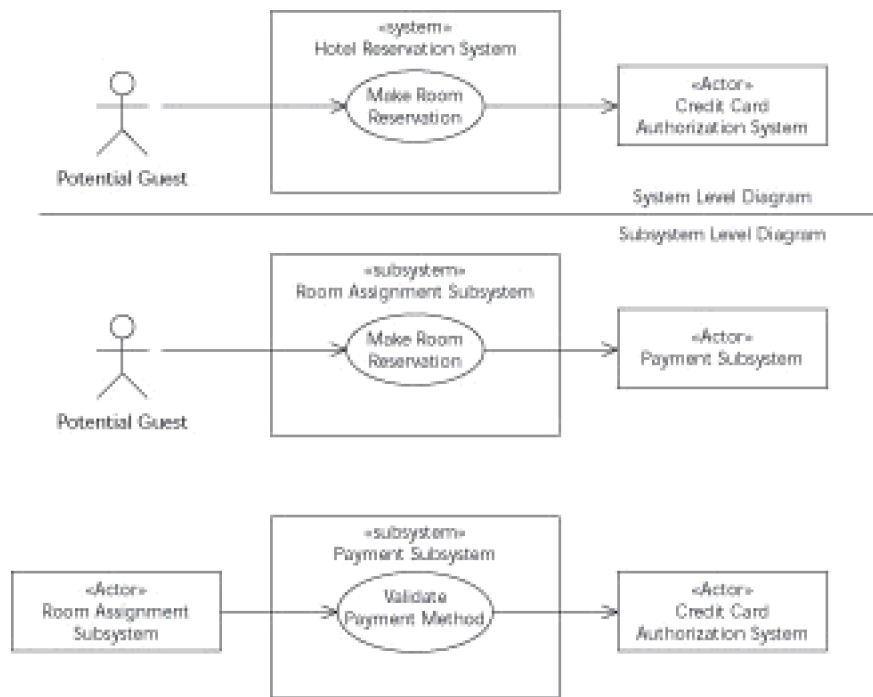 «system»
Hotel Reservation System
Make Room
Reservation
«Actor»
Credit Card
Authorization System
Potential Guest
System Level Diagram
Subsystem Level Diagram
«subsystem»
Room Assignment Subsystem
Make Room
Reservation
«Actor»
Payment Subsystem
Potential Guest
«subsystem»
Payment Subsystem
«Actor»
Room Assignment
Subsystem
Validate
Payment Method
«Actor»
Credit Card
Authorization System